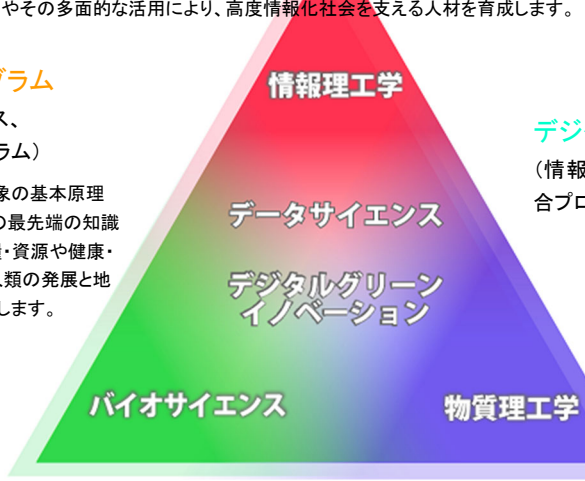 やその多面的な活用により、高度情報化社会を支える人材を育成します。
情報理工学
グラム
ス、
ラム）
象の基本原理
の最先端の知識
・資源や健康・
人類の発展と地
します。
デジ
（情報
合プロ
データサイエンス
デジタルグリーン
イノベーション
バイオサイエンス
物質理工学